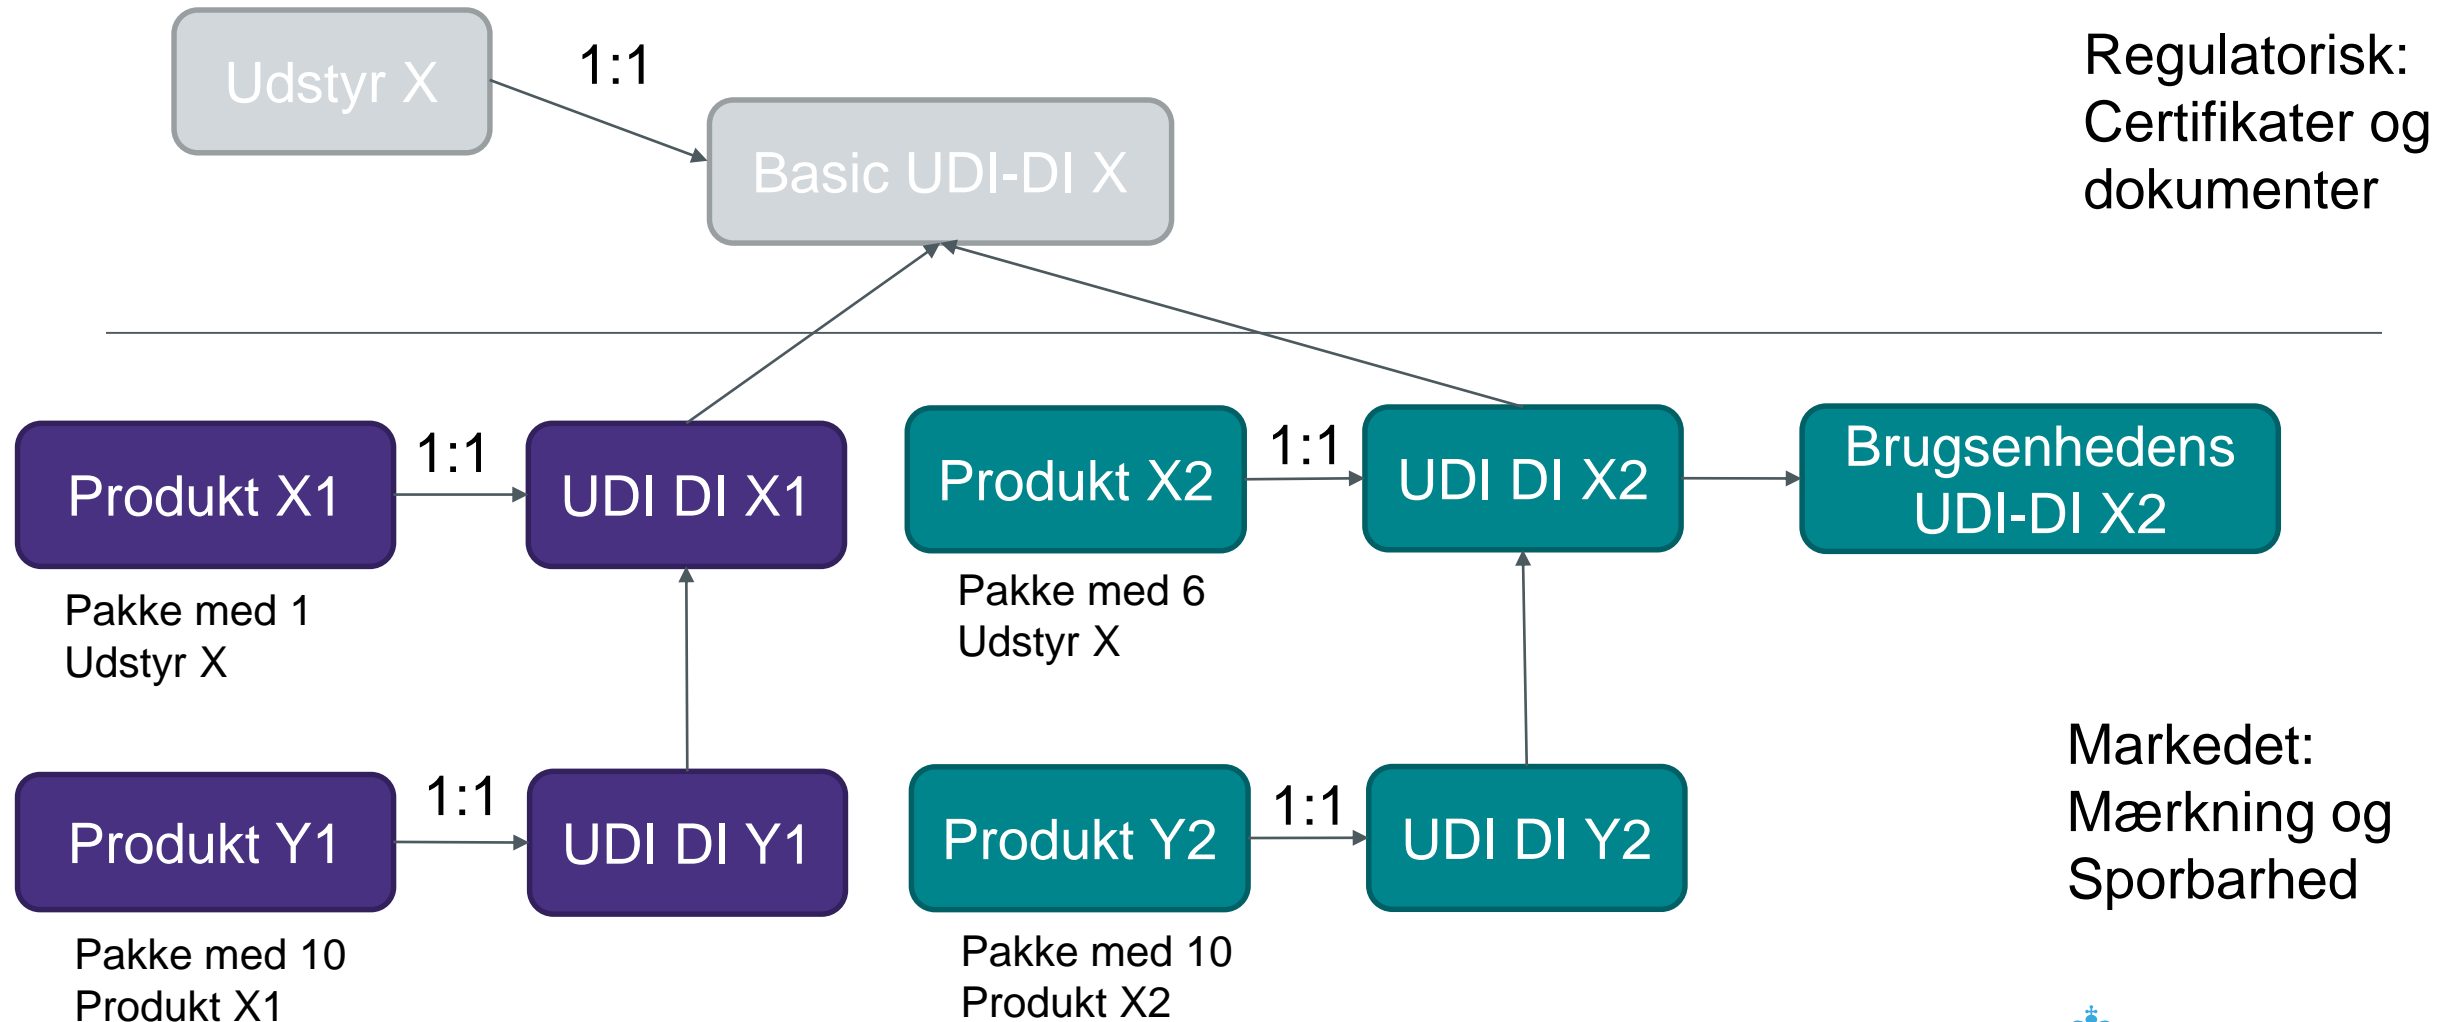 Udstyr X
1:1
Basic UDI-DI X
Regulatorisk:
Certifikater og
dokumenter
Produkt X1
1:1
UDI DI X1
Produkt X2
1:1
UDI DI X2
Brugsenhedens
UDI-DI X2
Pakke med 1
Udstyr X
Pakke med 6
Udstyr X
Produkt Y1
1:1
UDI DI Y1
Produkt Y2
1:1
UDI DI Y2
Markedet:
Mærkning og
Sporbarhed
Pakke med 10
Produkt X1
Pakke med 10
Produkt X2